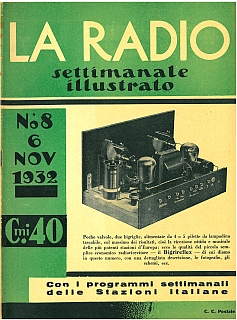 LA RADIO
settimanale
illustrato
N.o 8
6
NOV
1932
Cmi 40
Poche valvole, due bigriglie, alimentate da 4 o 5 pilette da lampadina
tascabile, col massimo dei risultati, cioè la ricezione nitida e musicale
delle più potenti stazioni d'Europa: ecco le qualità del piccolo sem-
plice economico radioricevitore — il Bigrireflex — di cui diamo
in questo numero, con una dettagliata descrizione, le fotografie, gli
schemi, ecc.
Con i programmi settimanali
delle Stazioni Italiane
C. C. Postale